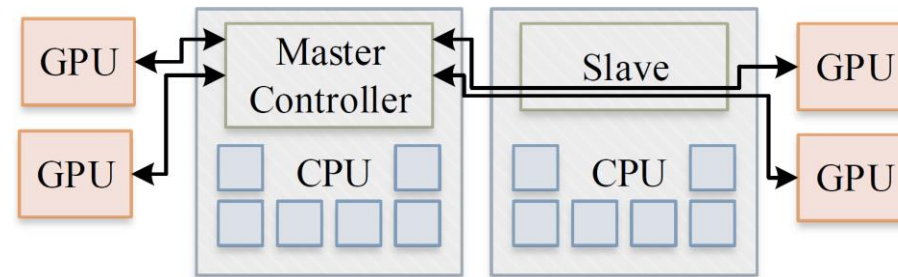 GPU
Master
Controller
Slave
GPU
GPU
CPU
CPU
GPU